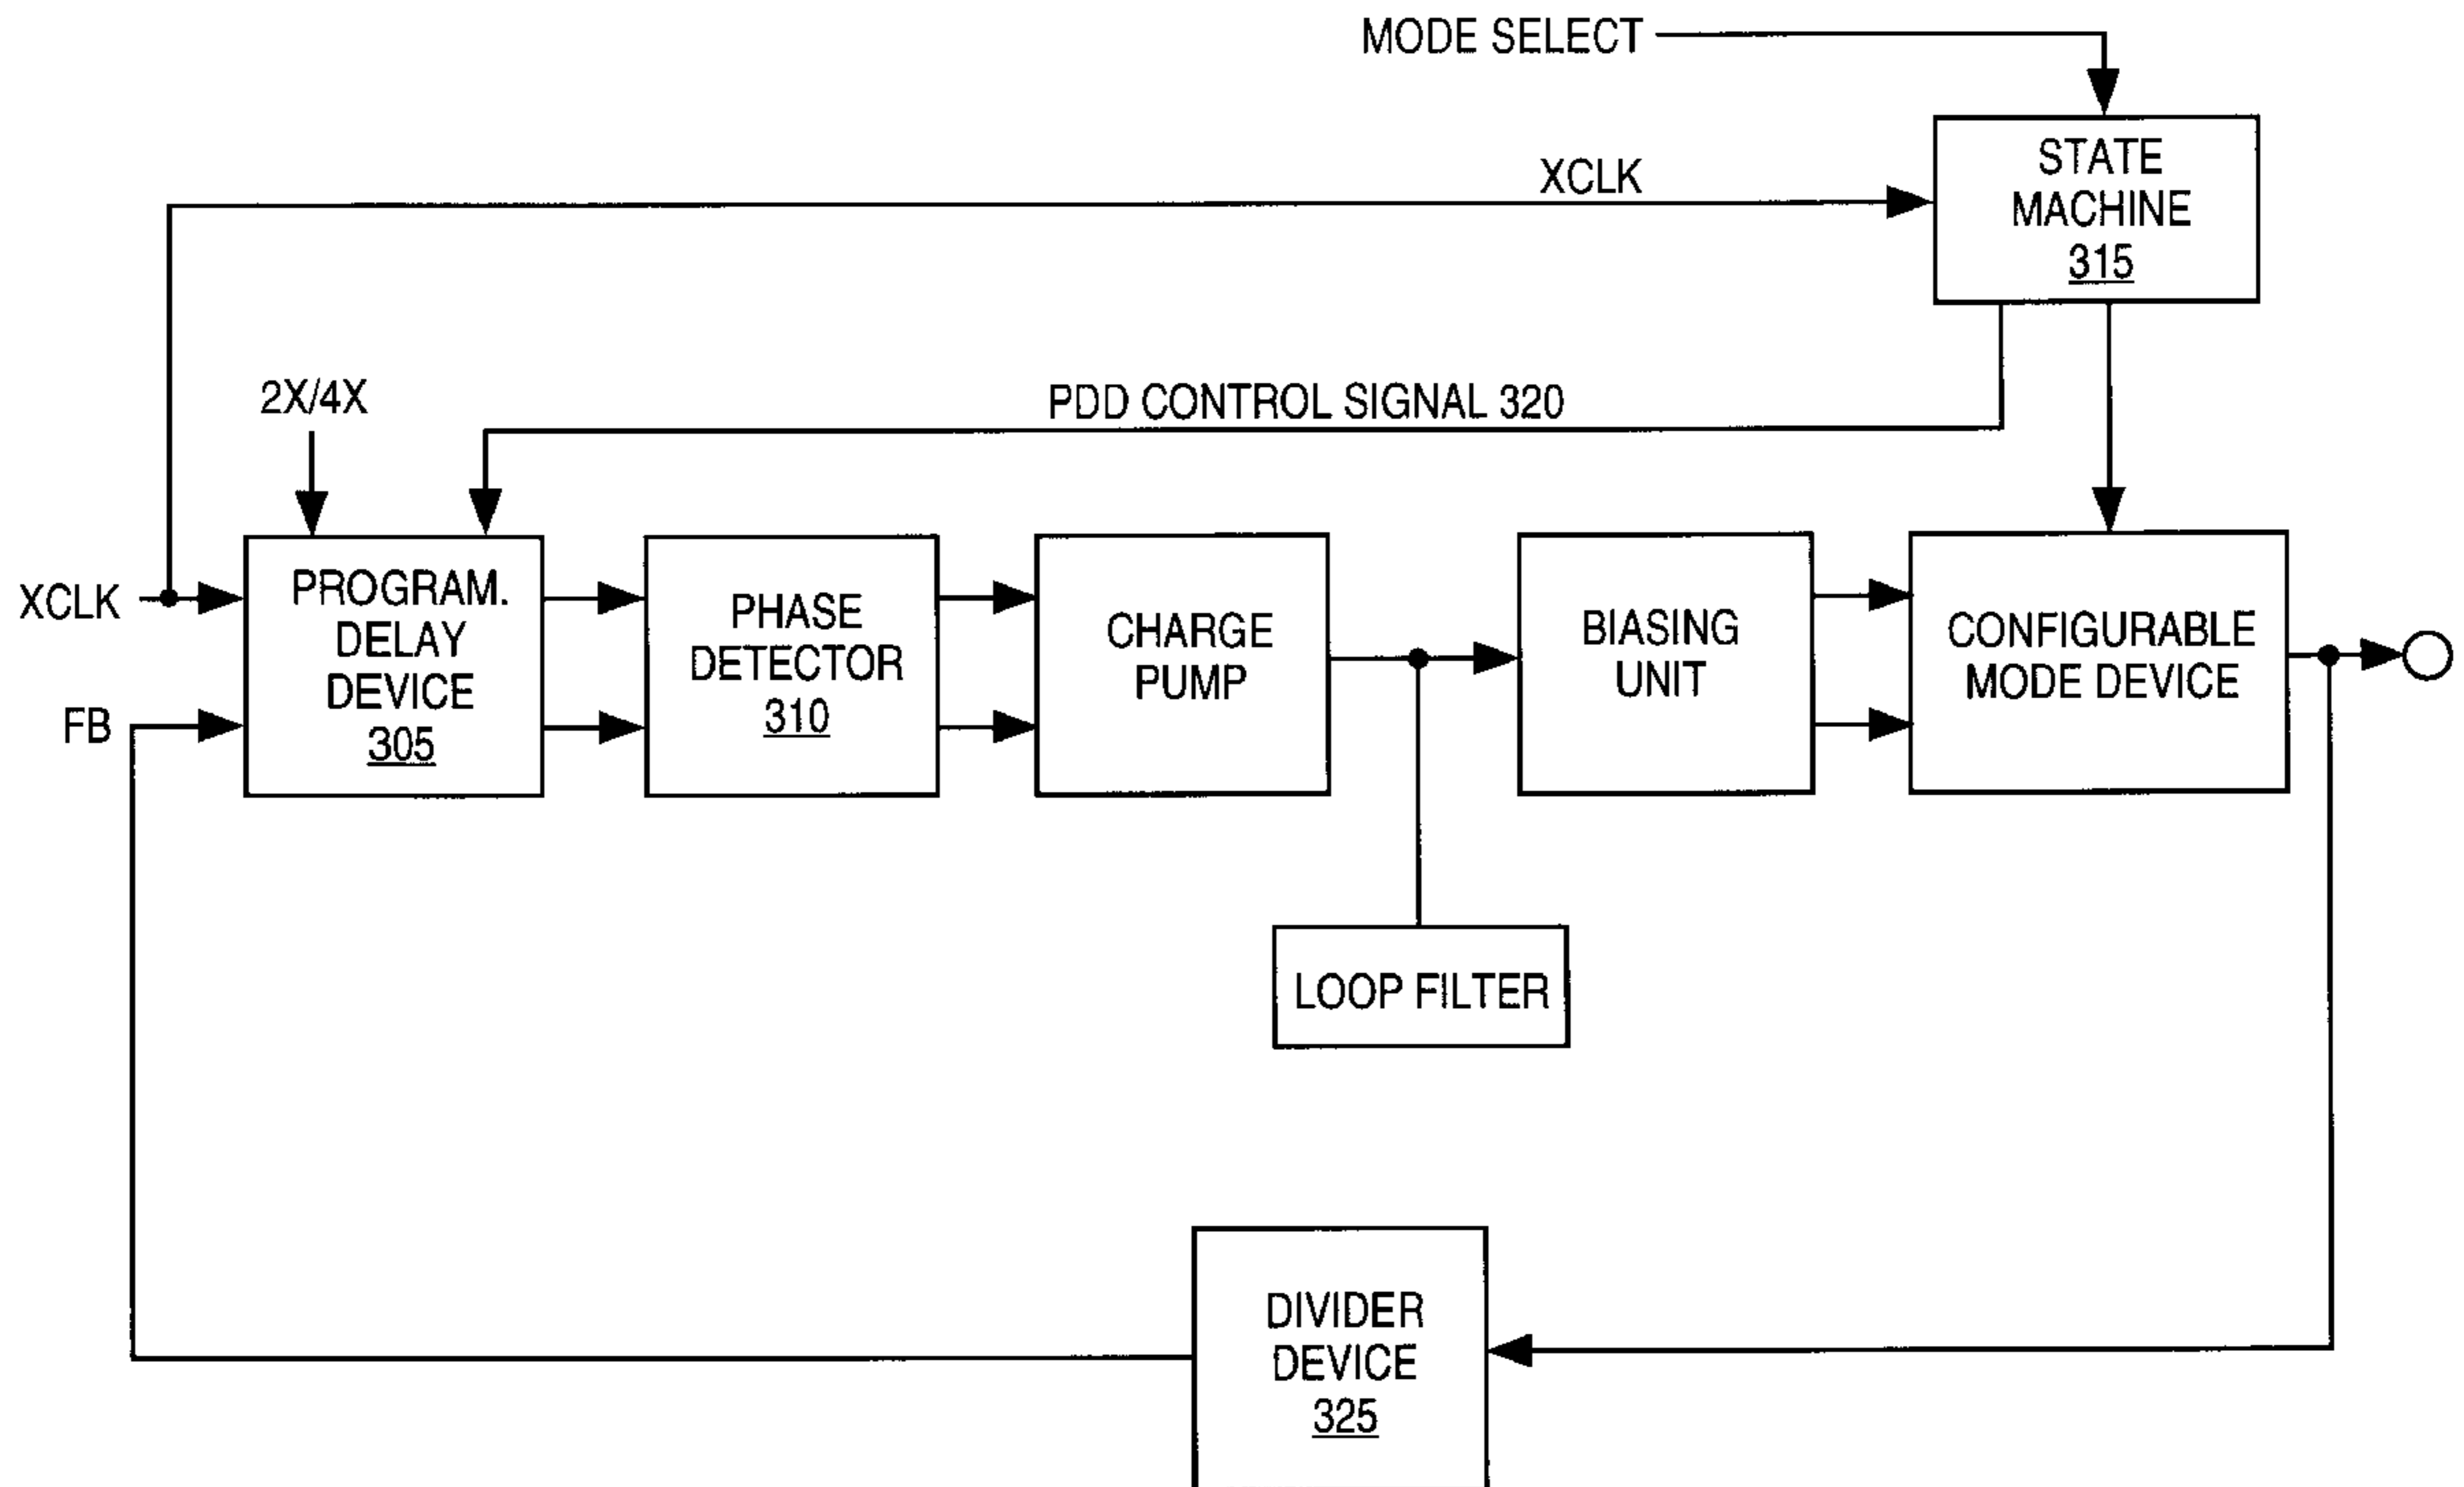 MODE SELECT
STATE
MACHINE
315
XCLK
2X/4X
PDD CONTROL SIGNAL 320
XCLK
FB
PROGRAM.
DELAY
DEVICE
305
PHASE
DETECTOR
310
CHARGE
PUMP
BIASING
UNIT
CONFIGURABLE
MODE DEVICE
LOOP FILTER
DIVIDER
DEVICE
325